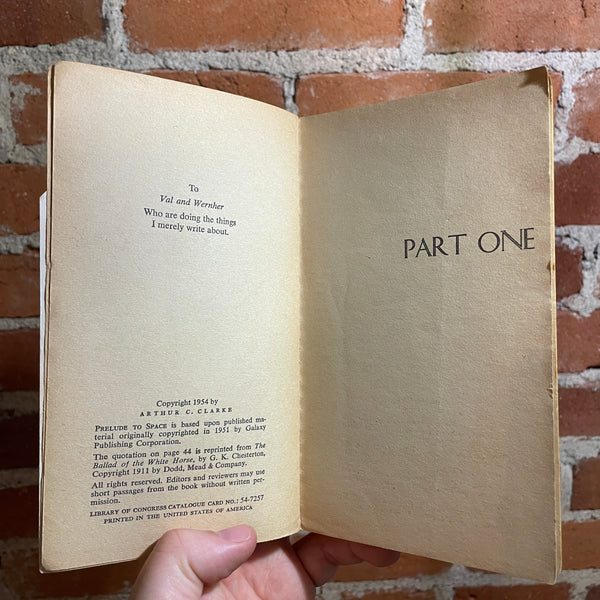 To
Val and Wernher
Who are doing the things
I merely write about.
Copyright 1954 by
ARTHUR C. CLARKE
PRELUDE TO SPACE is based upon published ma-
terial originally copyrighted in 1951 by Galaxy
Publishing Corporation.
The quotation on page 44 is reprinted from The
Ballad of the White Horse, by G. K. Chesterton,
Copyright 1911 by Dodd, Mead & Company.
All rights reserved. Editors and reviewers may use
short passages from the book without written per-
mission.
LIBRARY OF CONGRESS CATALOGUE CARD NO.: 54-7257
PRINTED IN THE UNITED STATES OF AMERICA
PART ONE